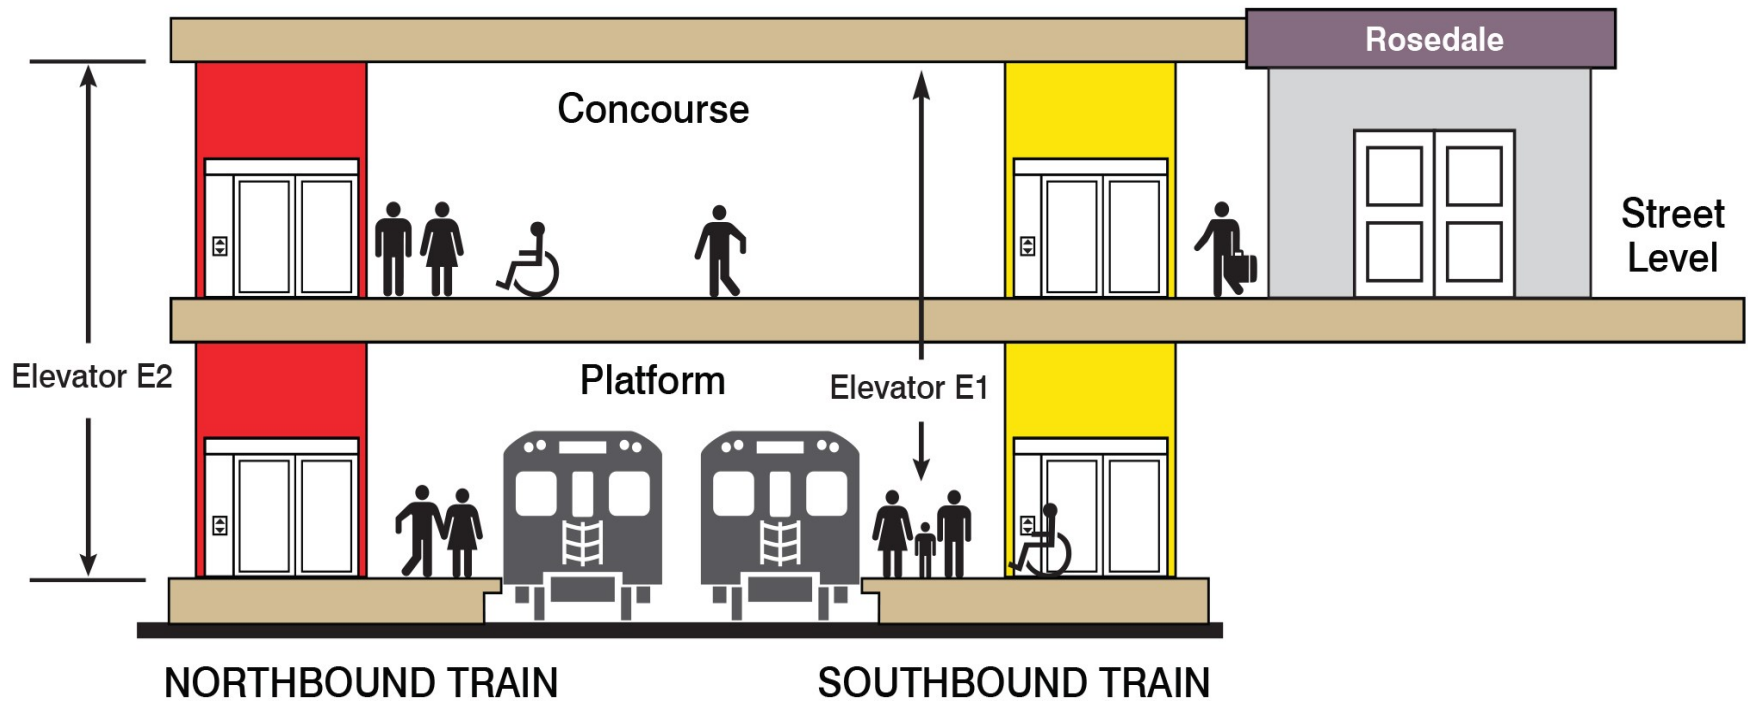 Rosedale
Concourse
Street
Level
Elevator E2
Platform
Elevator E1
NORTHBOUND TRAIN
SOUTHBOUND TRAIN